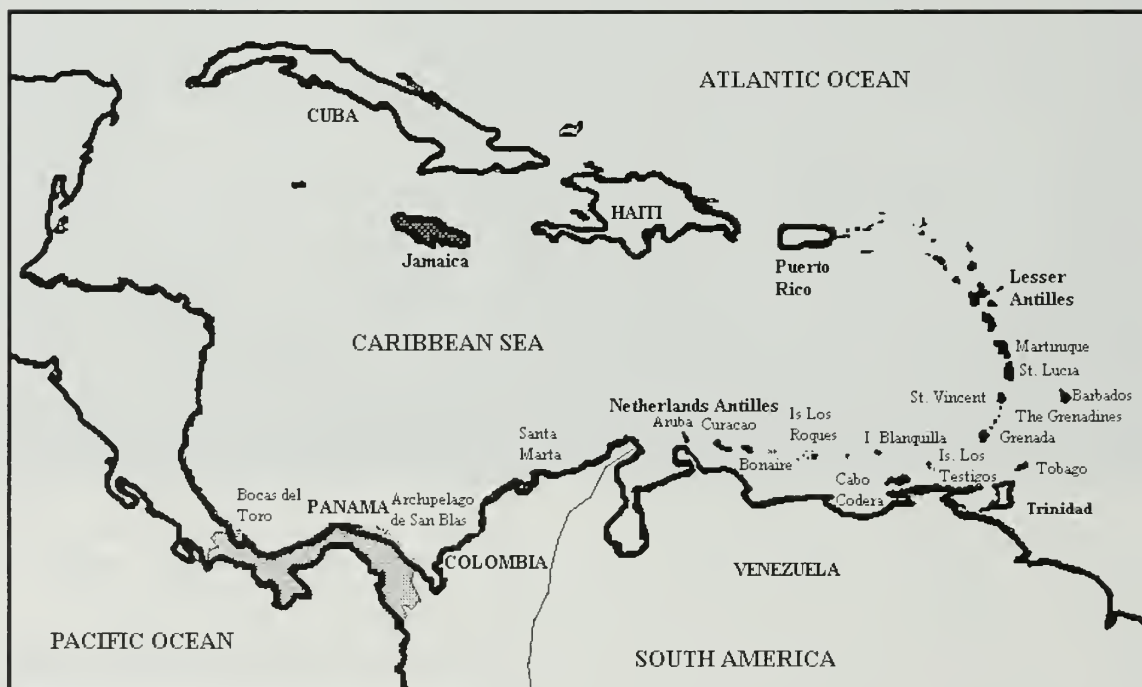 ATLANTIC OCEAN
CUBA
HAITI
Jamaica
Puerto
Rico
Lesser
Antilles
CARIBBEAN SEA
Martinique
St. Lucia
St. Vincent
Barbados
The Grenadines
Netherlands Antilles
Aruba
Curacao
Is Los
Roques
Grenada
Santa
Marta
I Blanquilla
Bonaire
Is. Los
Testigos
Tobago
Cabo
Codera
Bocas del
Toro
PANAMA
Archupelago
de San Blas
Trinidad
COLOMBIA
VENEZUELA
PACIFIC OCEAN
SOUTH AMERICA